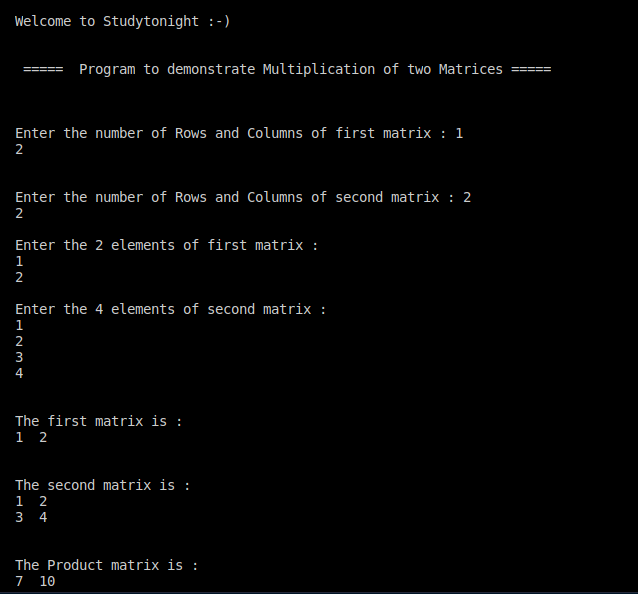 Welcome to Studytonight :-)
=====  Program to demonstrate Multiplication of two Matrices =====
Enter the number of Rows and Columns of first matrix : 1
2
Enter the number of Rows and Columns of second matrix : 2
2
Enter the 2 elements of first matrix :
1
2
Enter the 4 elements of second matrix :
1
2
3
4
The first matrix is :
1  2
The second matrix is :
1  2
3  4
The Product matrix is :
7  10